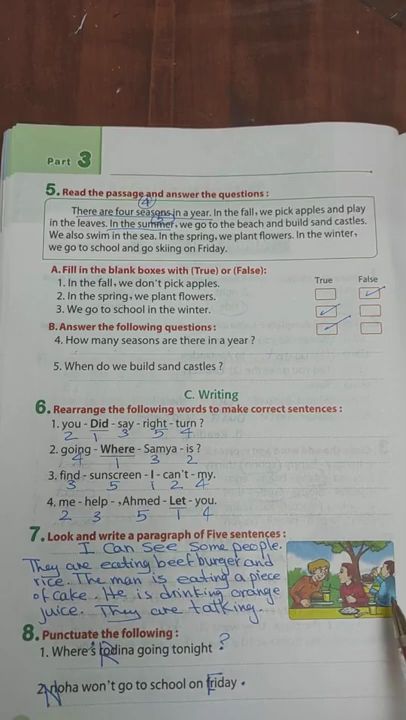 Part 3
5. Read the passage and answer the questions :
4
There are four seasons in a year. In the fall, we pick apples and play
5
in the leaves. In the summer, we go to the beach and build sand castles.
We also swim in the sea. In the spring, we plant flowers. In the winter,
we go to school and go skiing on Friday.
A. Fill in the blank boxes with (True) or (False):
True False
1. In the fall, we don't pick apples.
2. In the spring, we plant flowers.
3. We go to school in the winter.
B. Answer the following questions :
4. How many seasons are there in a year ?
5. When do we build sand castles ?
C. Writing
6. Rearrange the following words to make correct sentences :
1. you - Did - say - right - turn ?
2 1 3 5 4
2. going - Where - Samya - is ?
4 1 3 2
3. find - sunscreen - I - can't - my.
3 5 1 2 4
4. me - help - , Ahmed - Let - you.
2 3 5 1 4
7. Look and write a paragraph of Five sentences :
I Can see some people.
They are eating beef burger and
rice. The man is eating a piece
of cake. He is drinking orange
juice. They are talking.
8. Punctuate the following :
1. Where's rodina going tonight ?
R
2. noha won't go to school on friday .
N F